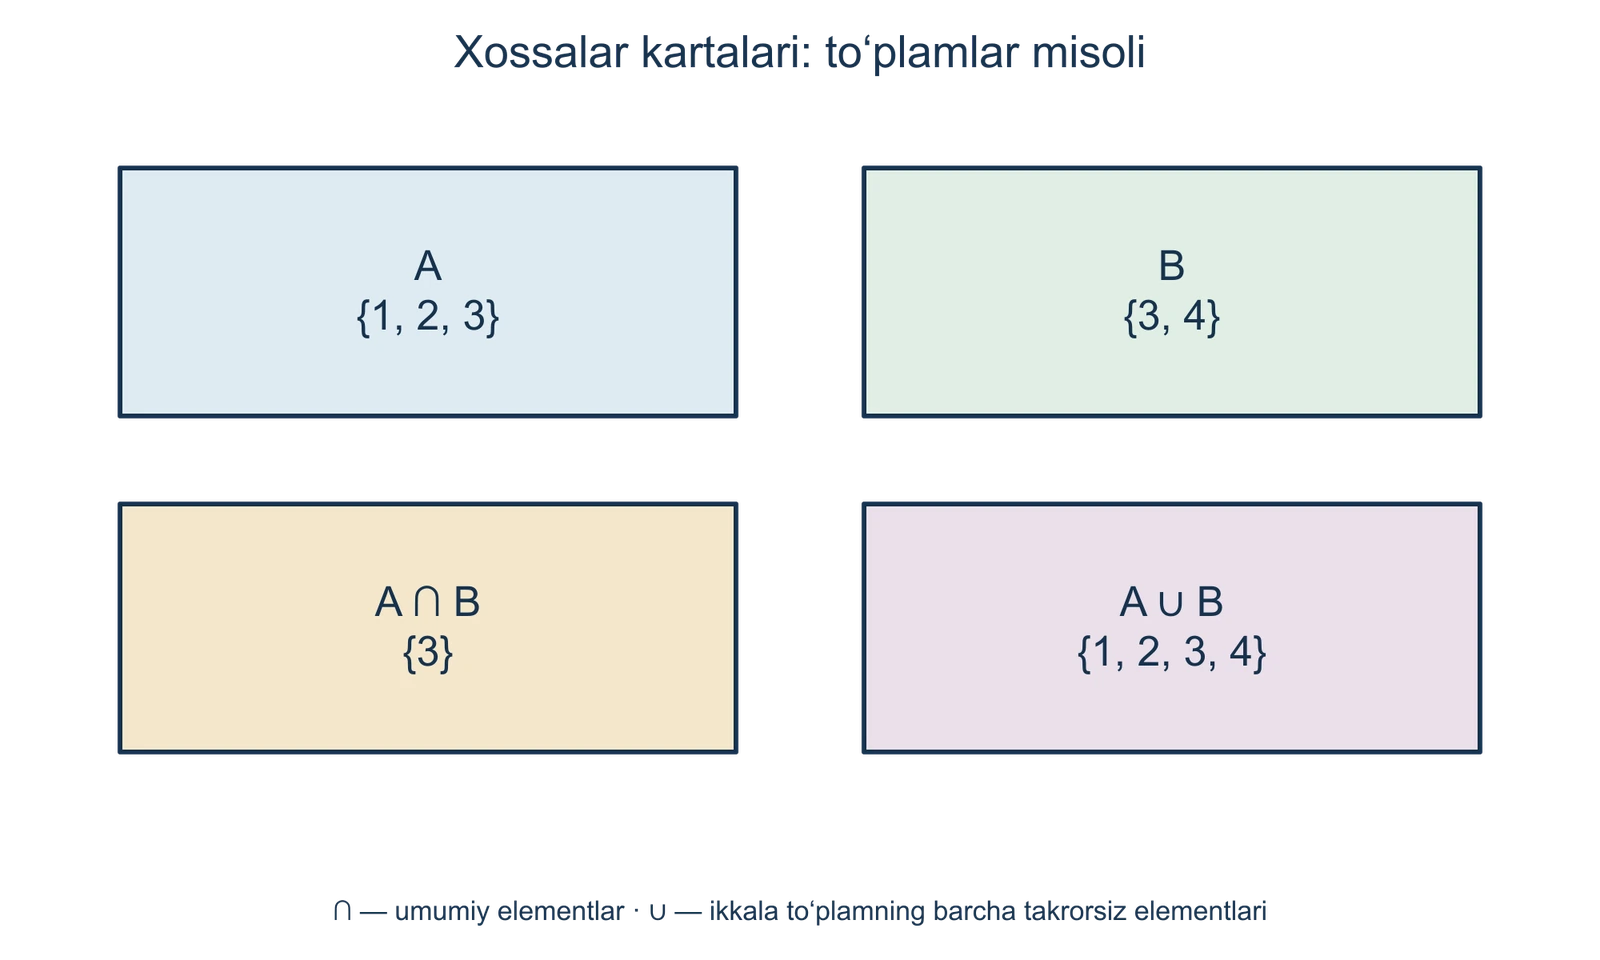 Xossalar kartalari: to‘plamlar misoli
A
{1, 2, 3}
B
{3, 4}
A ∩ B
{3}
A ∪ B
{1, 2, 3, 4}
∩ — umumiy elementlar · ∪ — ikkala to‘plamning barcha takrorsiz elementlari